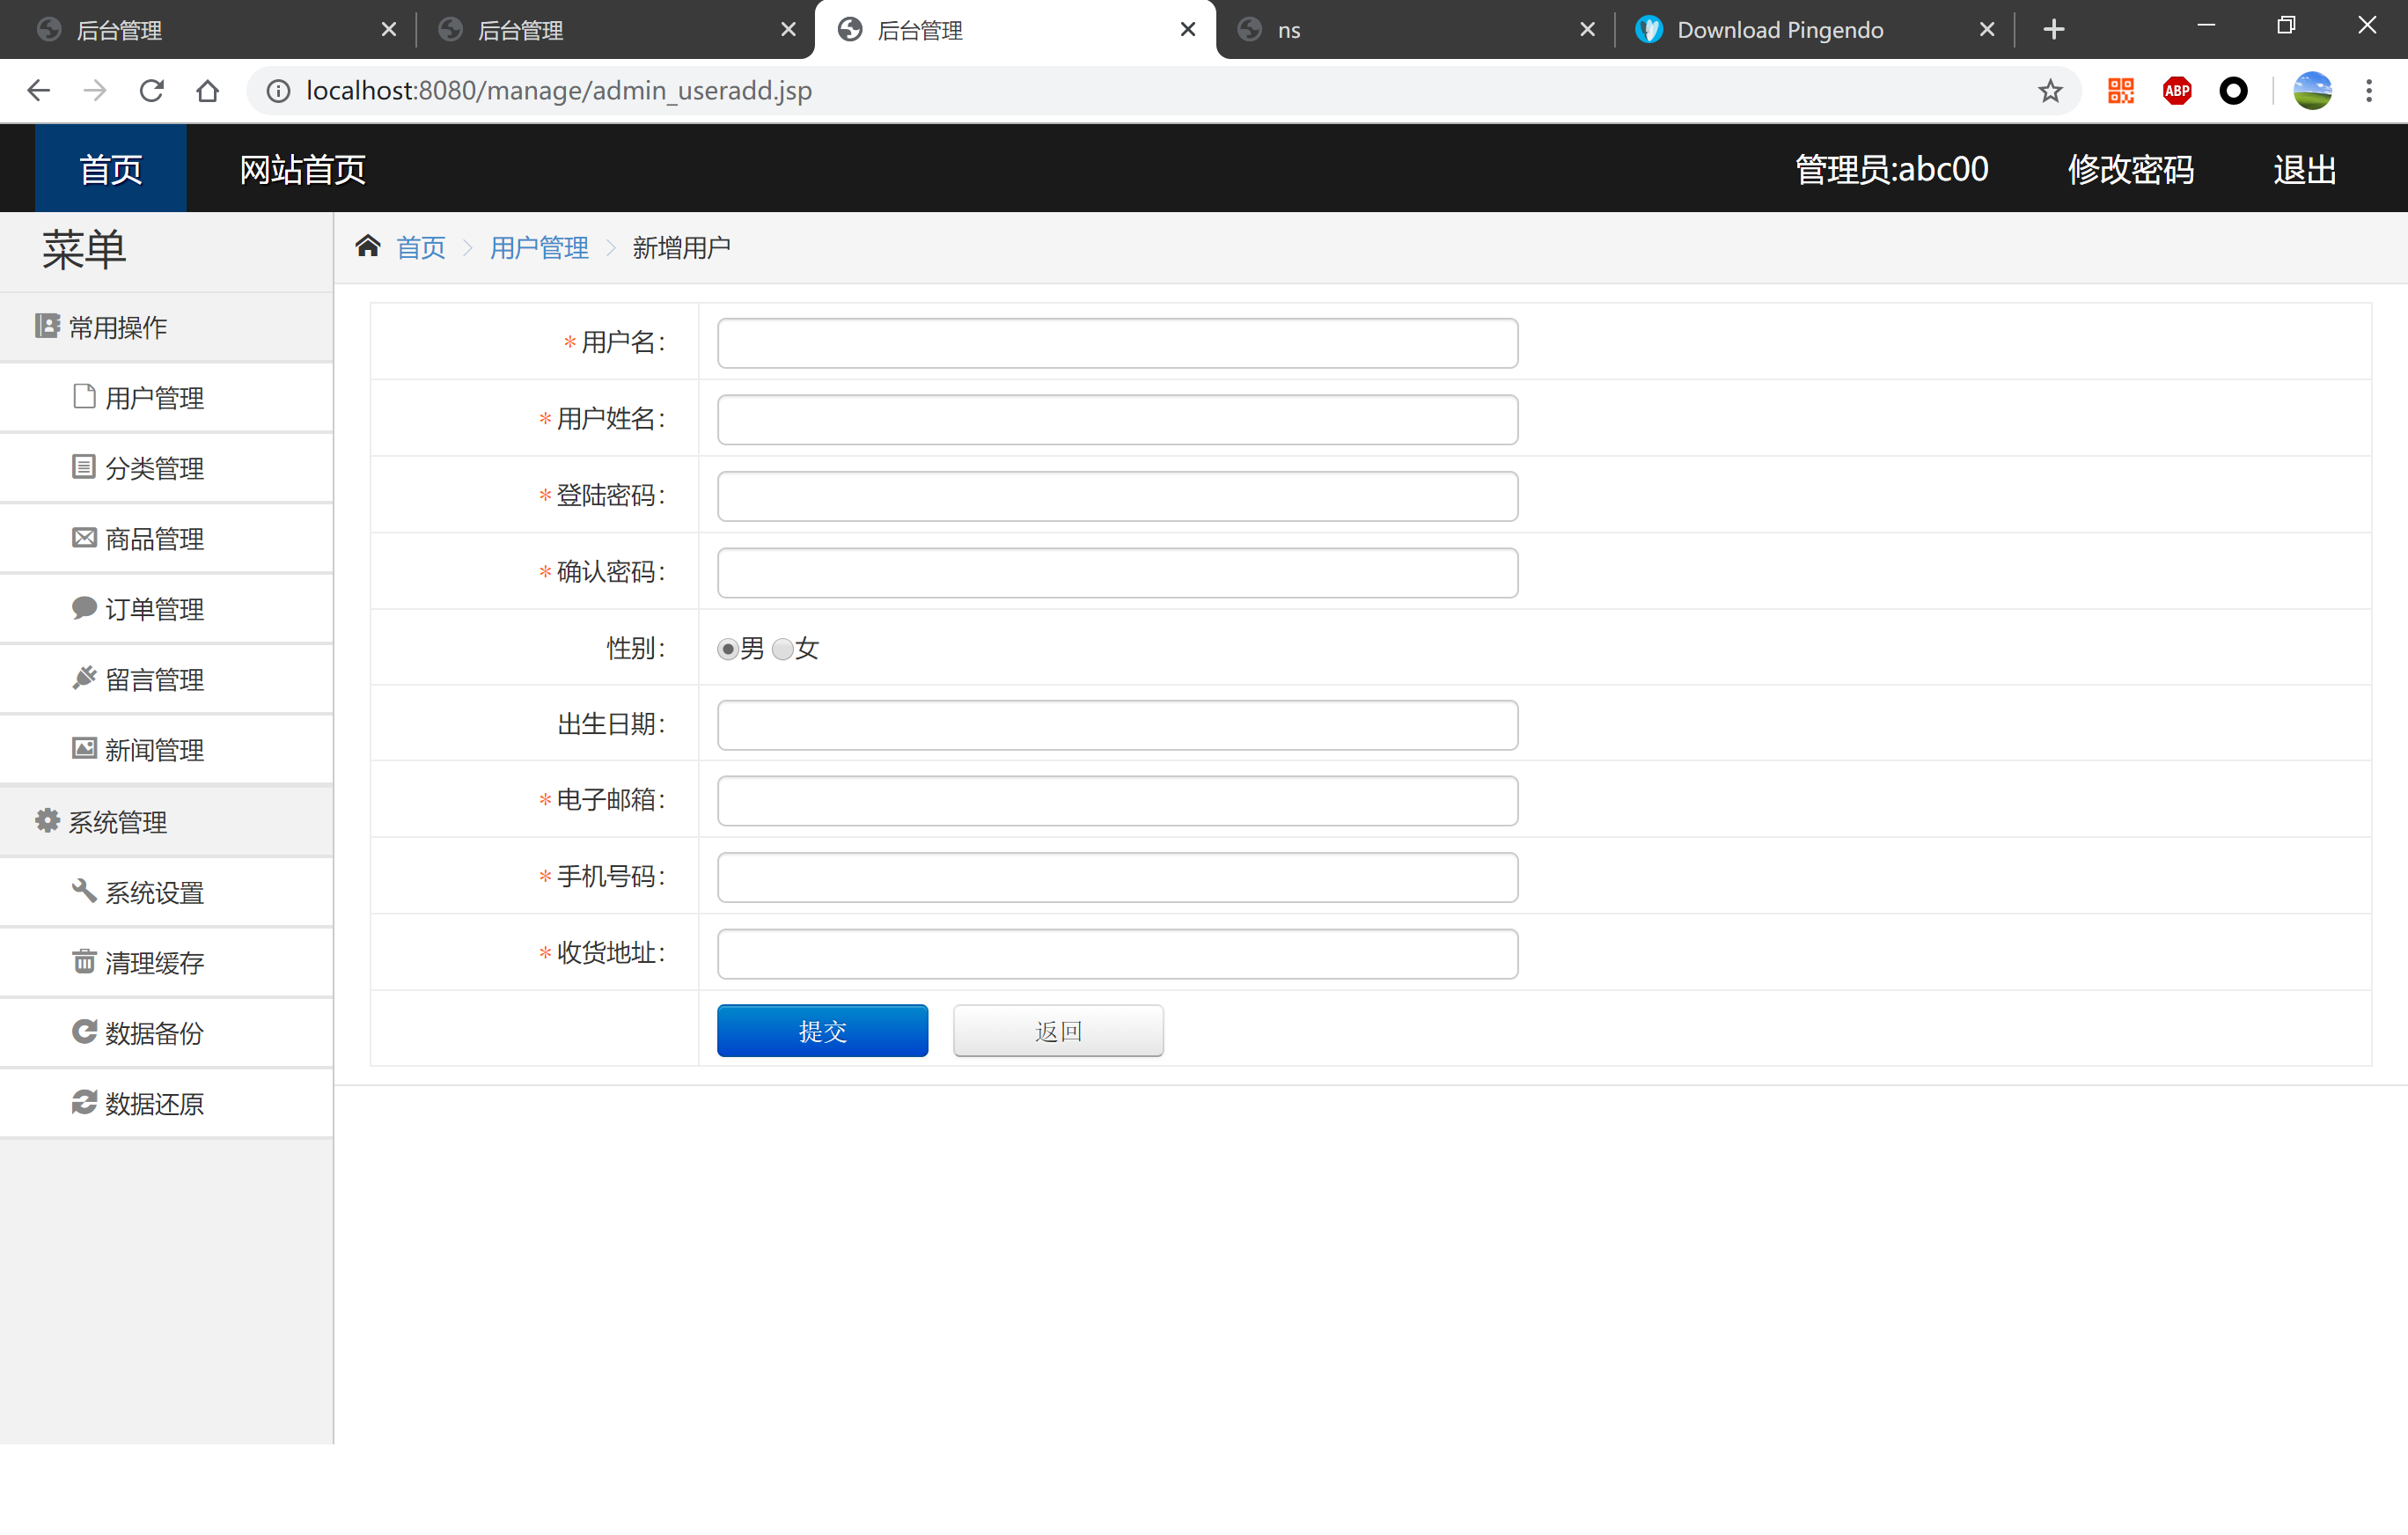 后台管理
后台管理
后台管理
ns
Download Pingendo
localhost:8080/manage/admin_useradd.jsp
ABP
首页
网站首页
管理员:abc00
修改密码
退出
菜单
首页 > 用户管理 > 新增用户
常用操作
用户管理
分类管理
商品管理
订单管理
留言管理
新闻管理
系统管理
系统设置
清理缓存
数据备份
数据还原
*用户名：
*用户姓名：
*登陆密码：
*确认密码：
性别：
男 女
出生日期：
*电子邮箱：
*手机号码：
*收货地址：
提交
返回